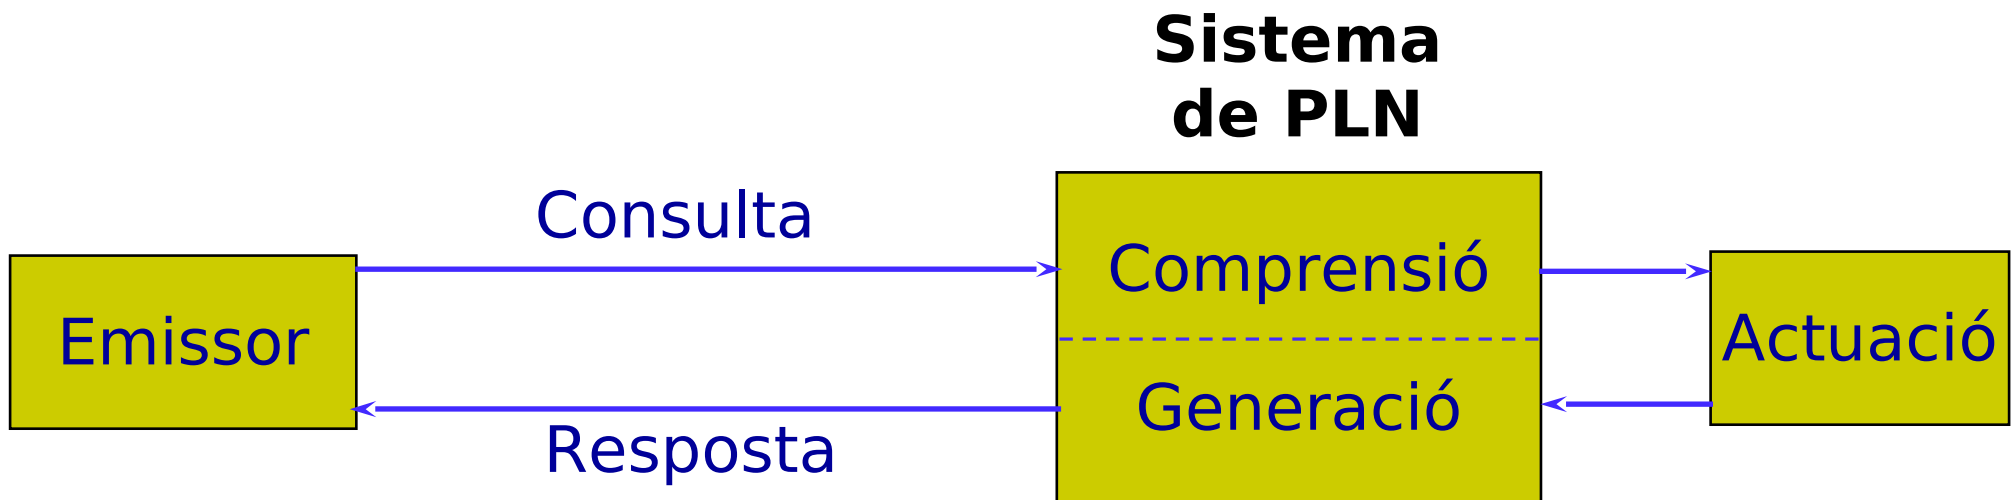 Sistema
de PLN
Consulta
Comprensió
Emissor
Actuació
Generació
Resposta